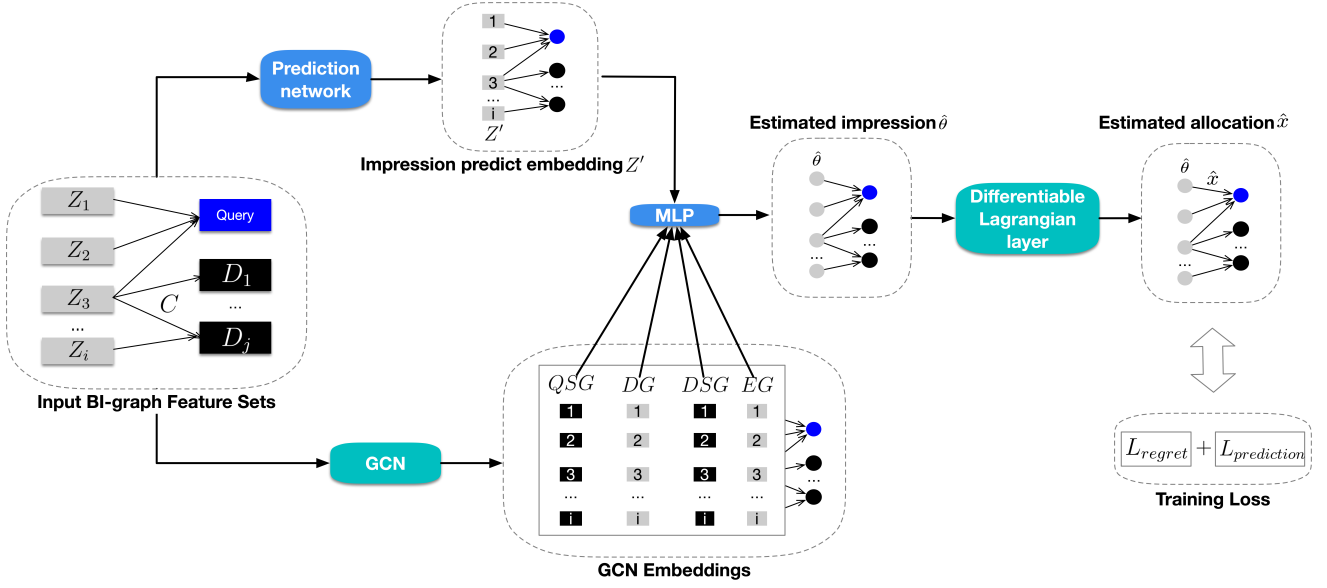 Prediction
network
1
2
3
...
i
...
Z′
Impression predict embedding Z′
Z₁
Z₂
Z₃
...
Zᵢ
C
Query
D₁
...
Dⱼ
Input BI-graph Feature Sets
GCN
QSG DG DSG EG
1 1 1 1
2 2 2 2
3 3 3 3 ...
... ... ... ...
i i i i
GCN Embeddings
MLP
Estimated impression θ̂
θ̂
...
...
Differentiable
Lagrangian
layer
Estimated allocation x̂
θ̂
x̂
...
...
L_regret + L_prediction
Training Loss